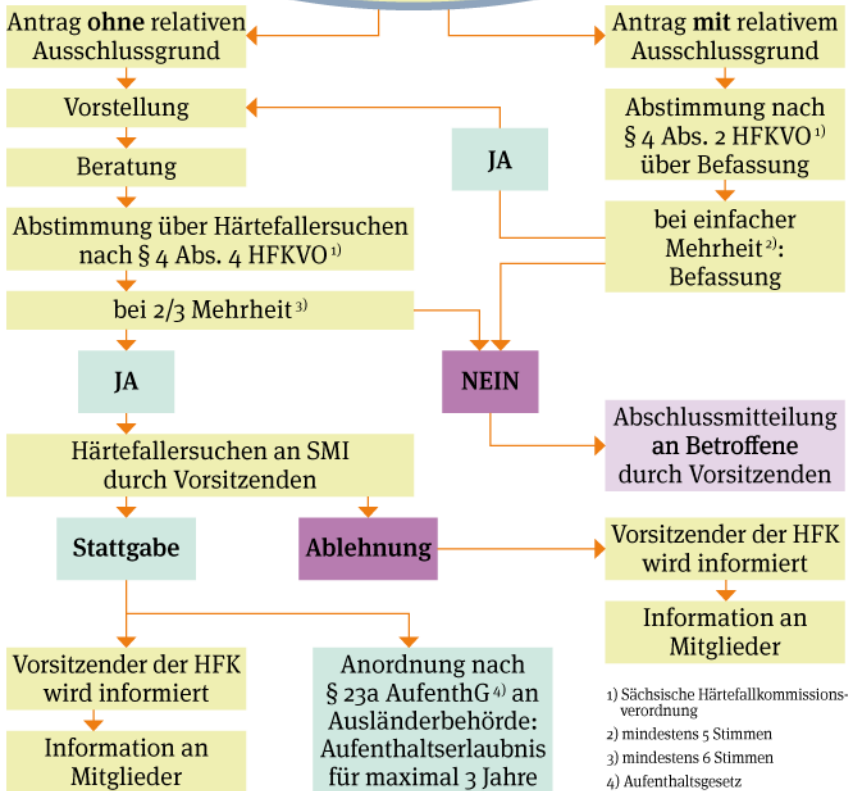 Antrag ohne relativen
Ausschlussgrund
Vorstellung
Beratung
Abstimmung über Härtefallersuchen
nach § 4 Abs. 4 HFKVO 1)
bei 2/3 Mehrheit 3)
JA
Antrag mit relativem
Ausschlussgrund
Abstimmung nach
§ 4 Abs. 2 HFKVO 1)
über Befassung
JA
bei einfacher
Mehrheit 2):
Befassung
NEIN
Abschlussmitteilung
an Betroffene
durch Vorsitzenden
Härtefallersuchen an SMI
durch Vorsitzenden
Stattgabe
Ablehnung
Vorsitzender der HFK
wird informiert
Information an
Mitglieder
Vorsitzender der HFK
wird informiert
Information an
Mitglieder
Anordnung nach
§ 23a AufenthG 4) an
Ausländerbehörde:
Aufenthaltserlaubnis
für maximal 3 Jahre
1) Sächsische Härtefallkommissions-
verordnung
2) mindestens 5 Stimmen
3) mindestens 6 Stimmen
4) Aufenthaltsgesetz